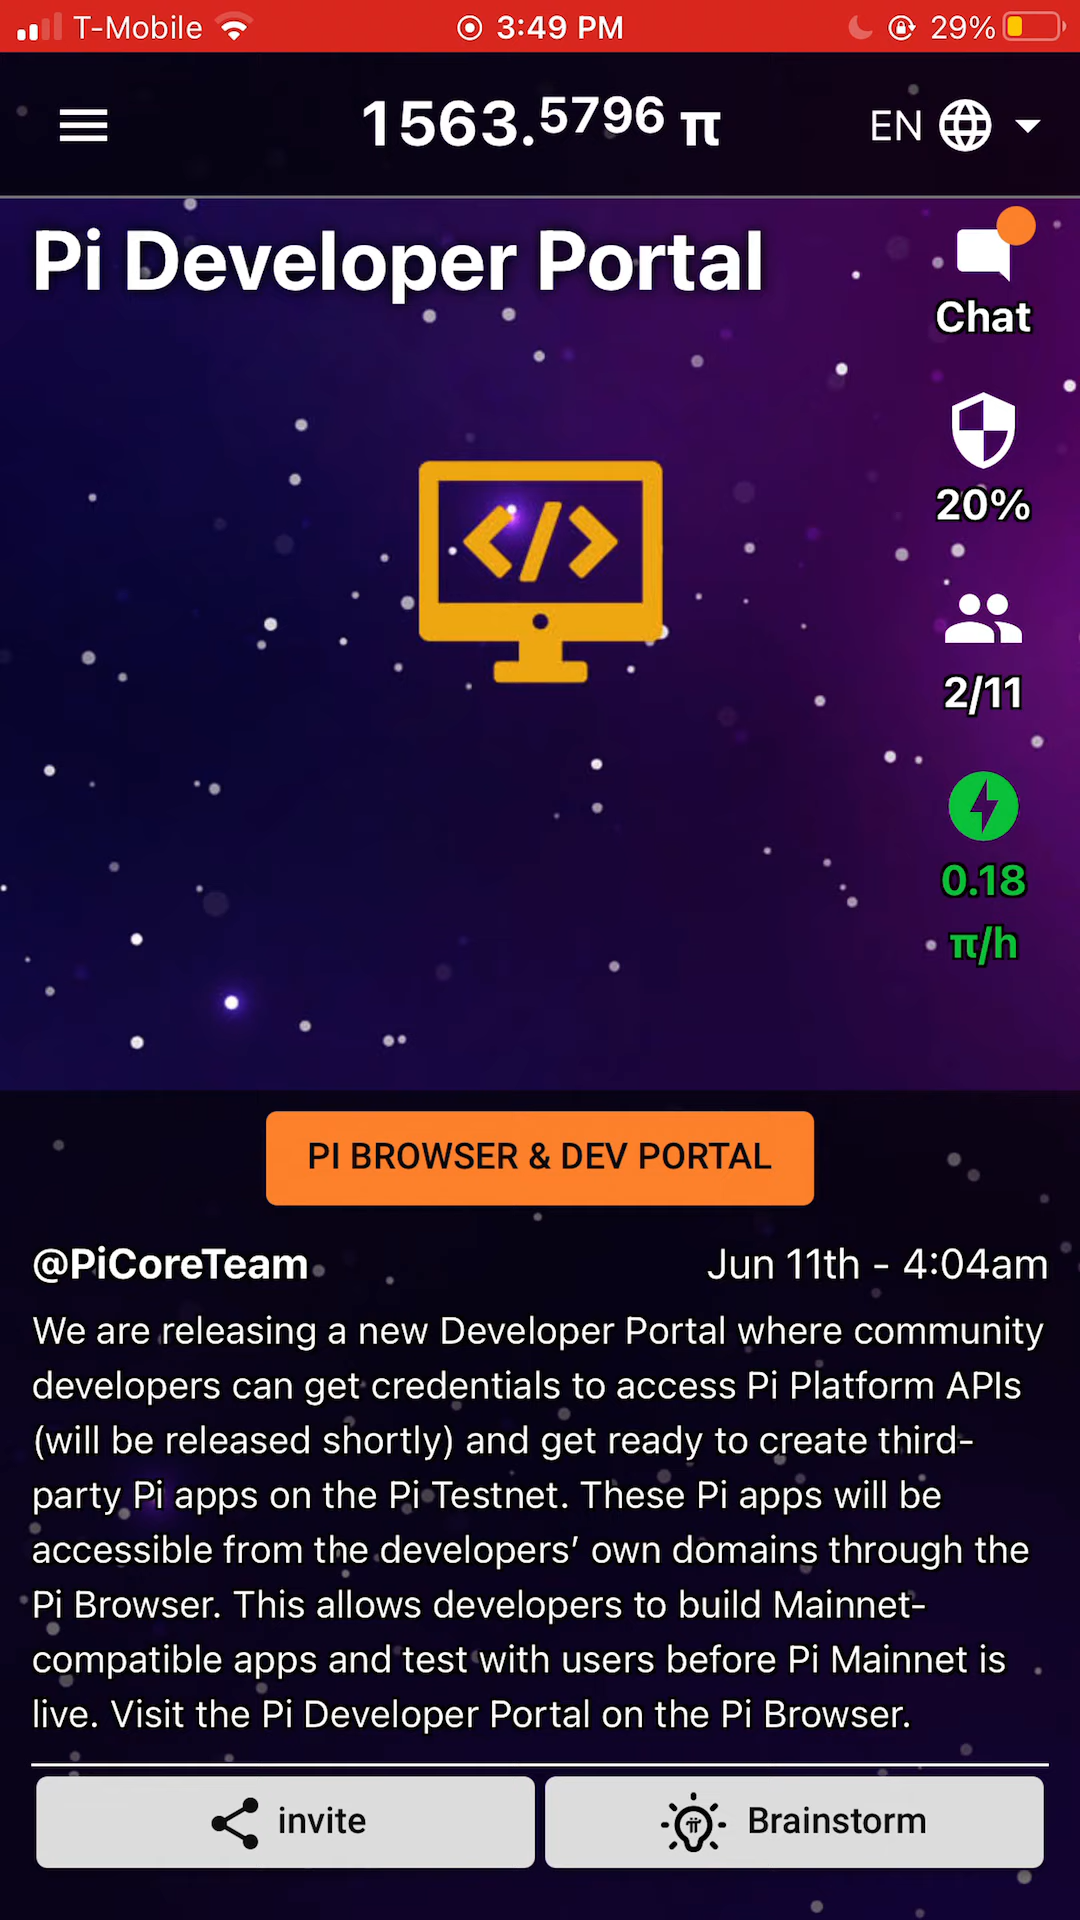 T-Mobile 3:49 PM 29%
1563.5796 π EN
Pi Developer Portal
Chat
</>
20%
2/11
0.18
π/h
PI BROWSER & DEV PORTAL
@PiCoreTeam Jun 11th - 4:04am
We are releasing a new Developer Portal where community
developers can get credentials to access Pi Platform APIs
(will be released shortly) and get ready to create third-
party Pi apps on the Pi Testnet. These Pi apps will be
accessible from the developers’ own domains through the
Pi Browser. This allows developers to build Mainnet-
compatible apps and test with users before Pi Mainnet is
live. Visit the Pi Developer Portal on the Pi Browser.
invite π Brainstorm